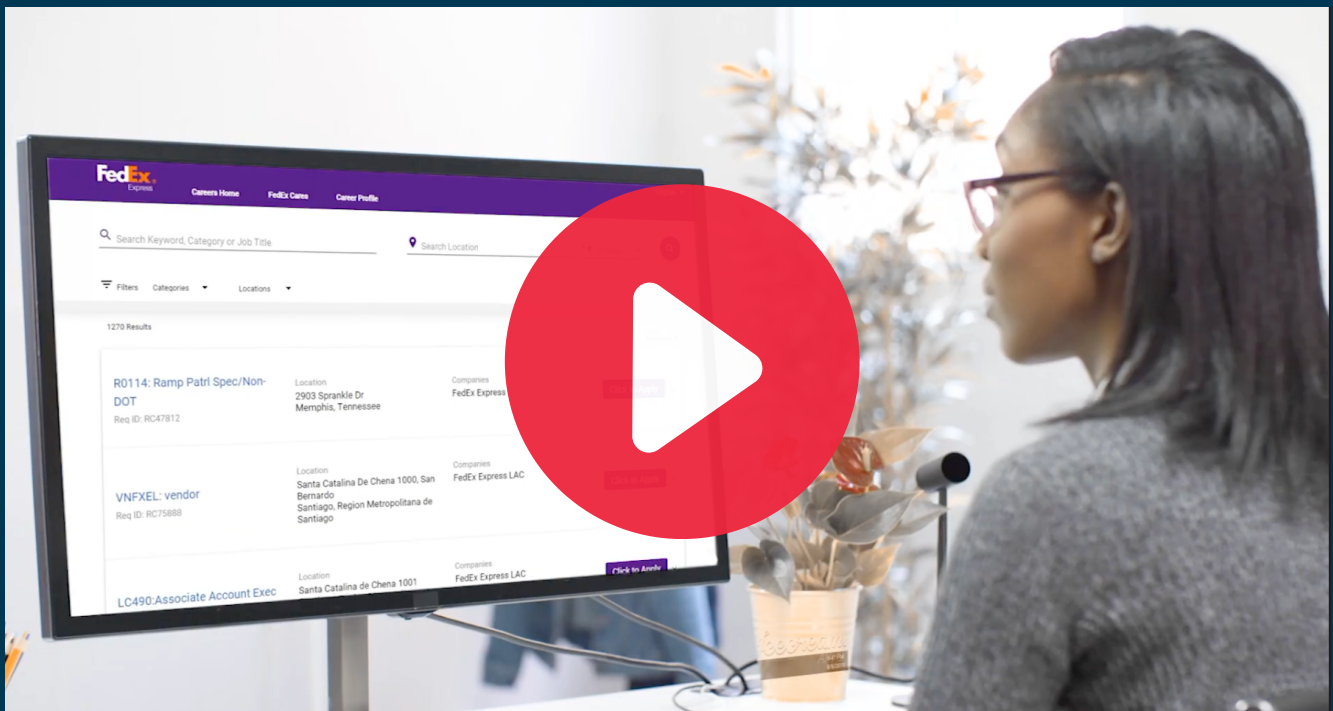 FedEx
Express
Careers Home
FedEx Cares
Career Profile
Search Keyword, Category or Job Title
Search Location
Filters
Categories
Locations
1270 Results
R0114: Ramp Patrl Spec/Non-
DOT
Req ID: RC47812
Location
2903 Sprankle Dr
Memphis, Tennessee
Companies
FedEx Express
VNFXEL: vendor
Req ID: RC75888
Location
Santa Catalina De Chena 1000, San
Bernardo
Santiago, Region Metropolitana de
Santiago
Companies
FedEx Express LAC
Click to Apply
LC490:Associate Account Exec
Location
Santa Catalina de Chena 1001
Companies
FedEx Express LAC
Click to Apply